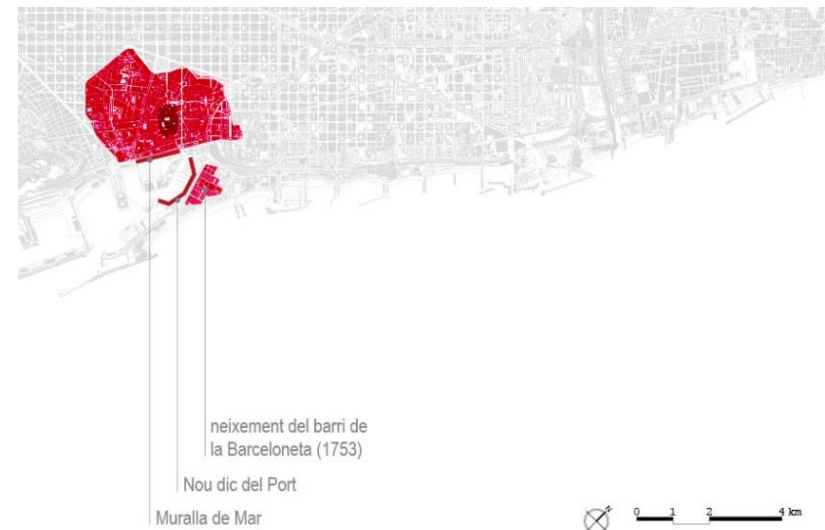 neixement del barri de
la Barceloneta (1753)
Nou dic del Port
Muralla de Mar
0 1 2 4 km